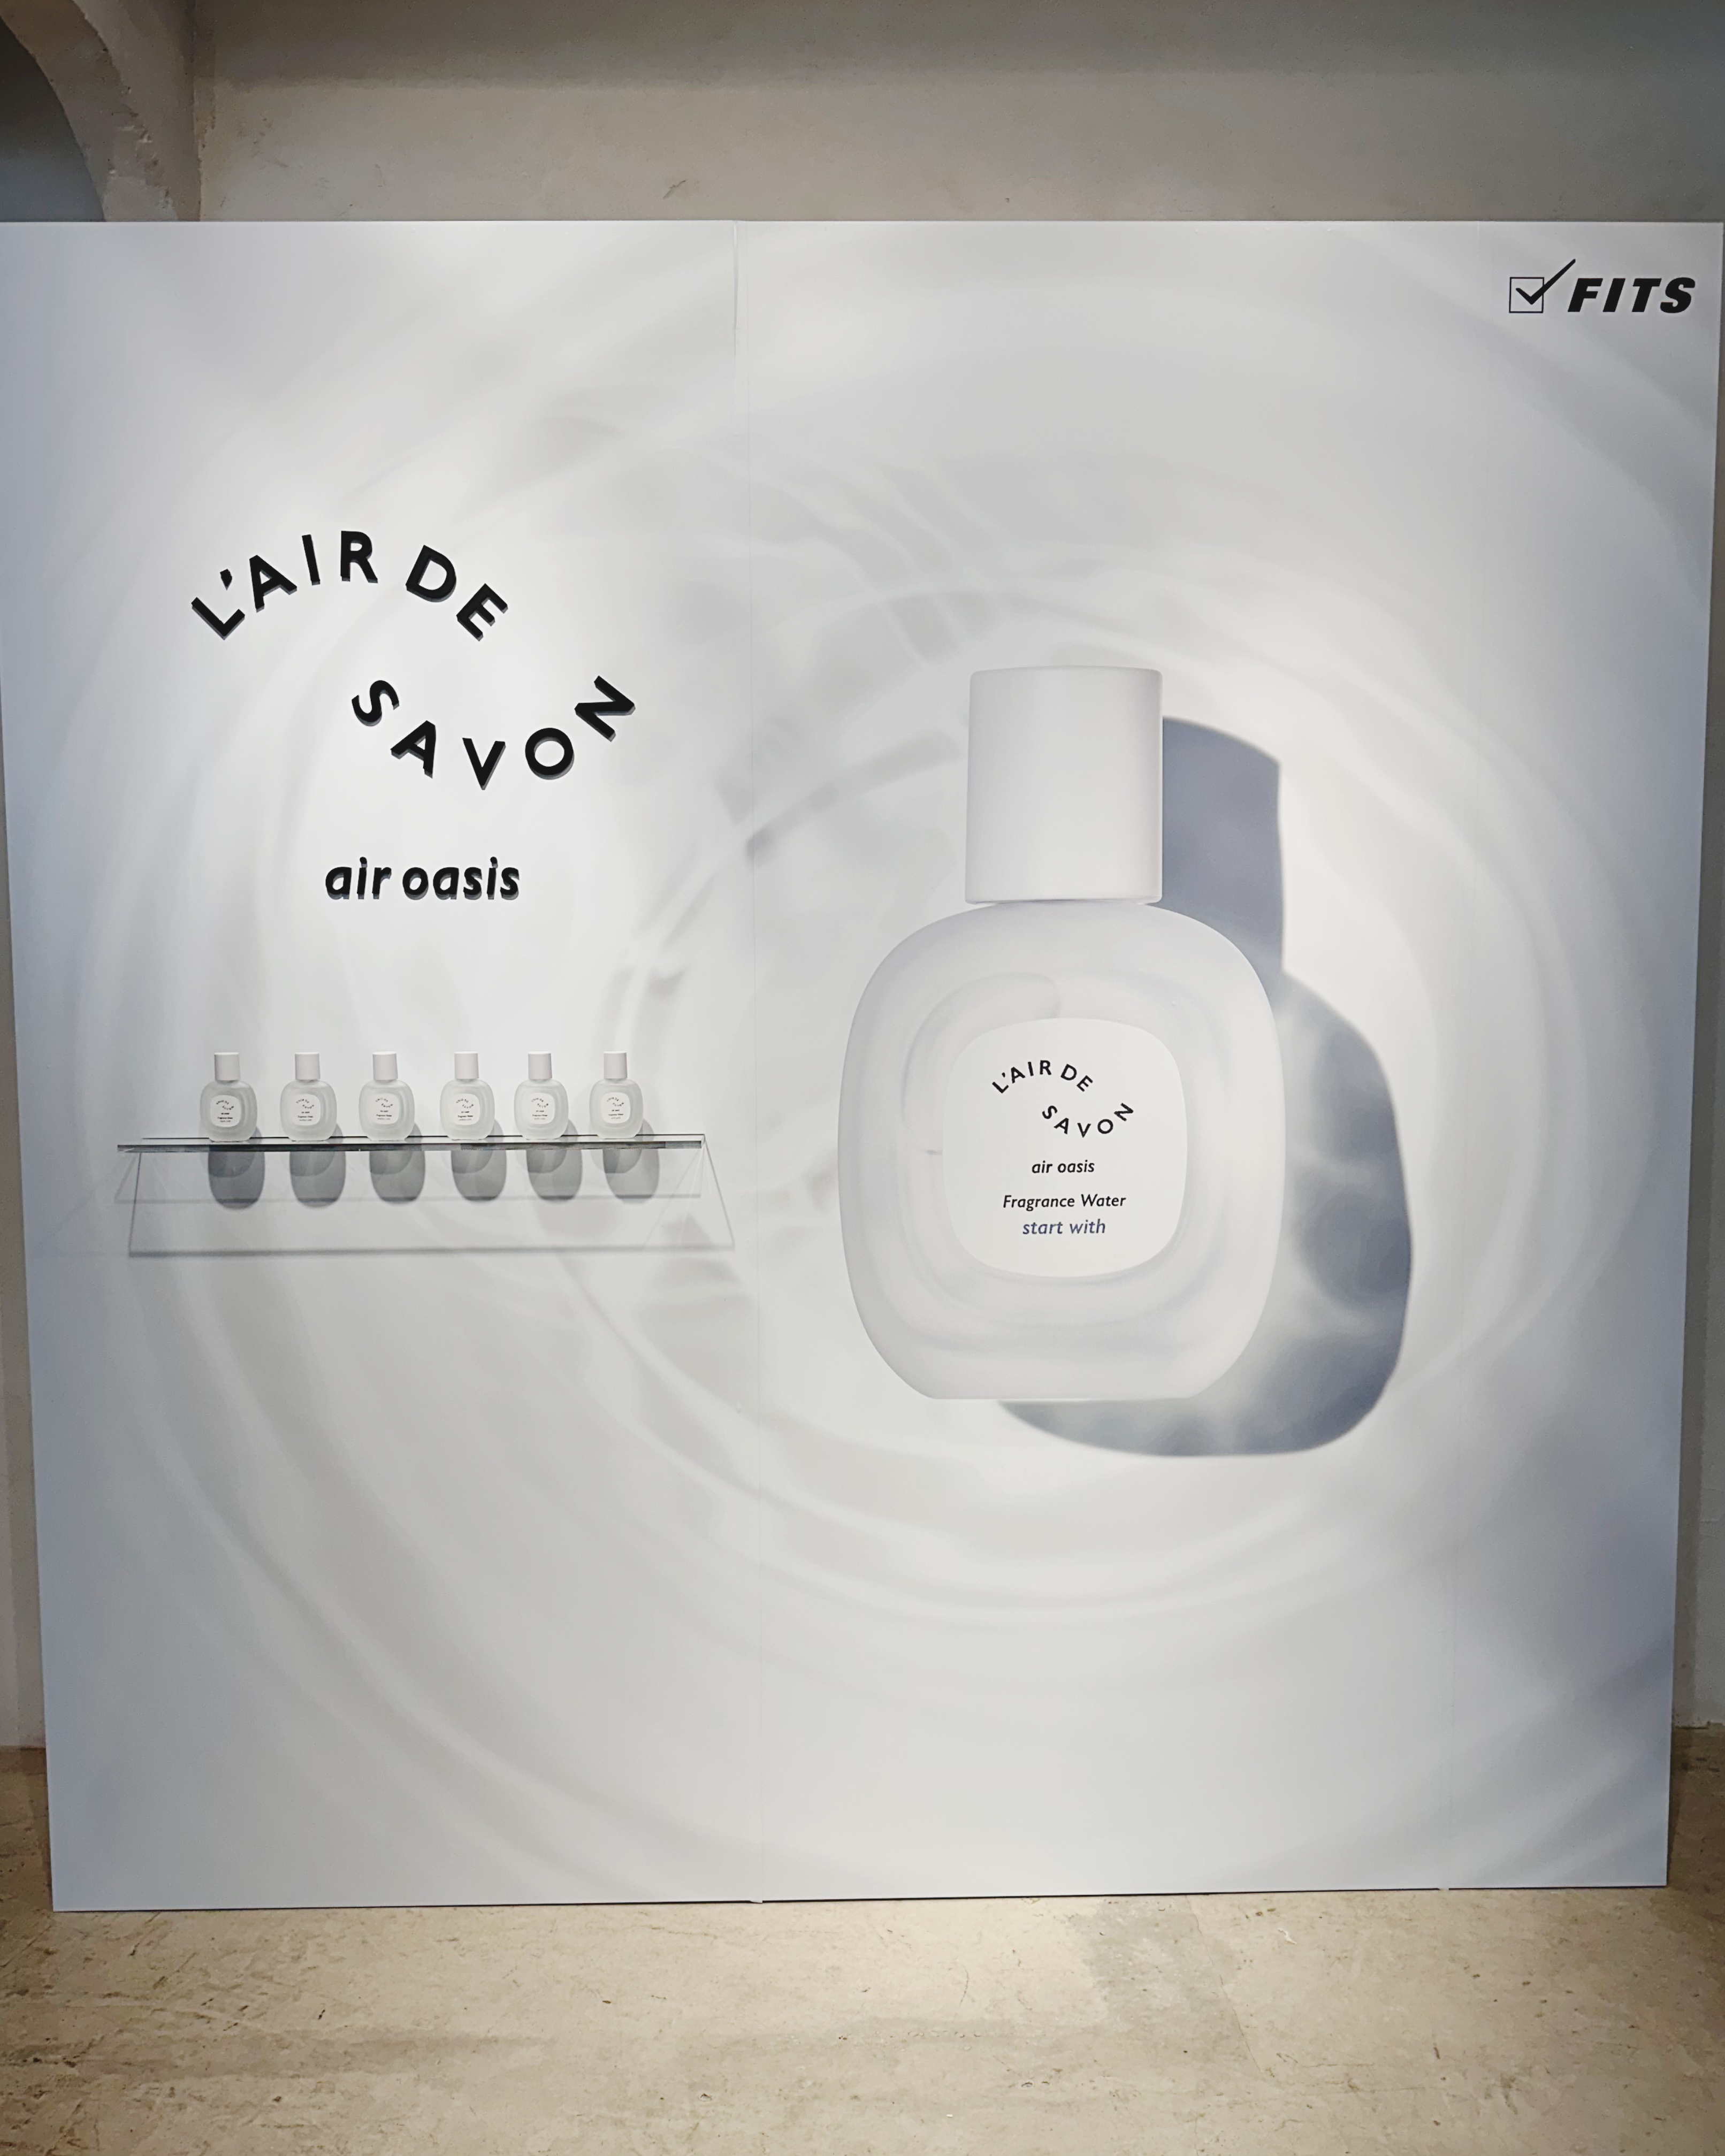 L'AIR DE
SAVON
air oasis
FITS
L'AIR DE
SAVON
air oasis
Fragrance Water
start with